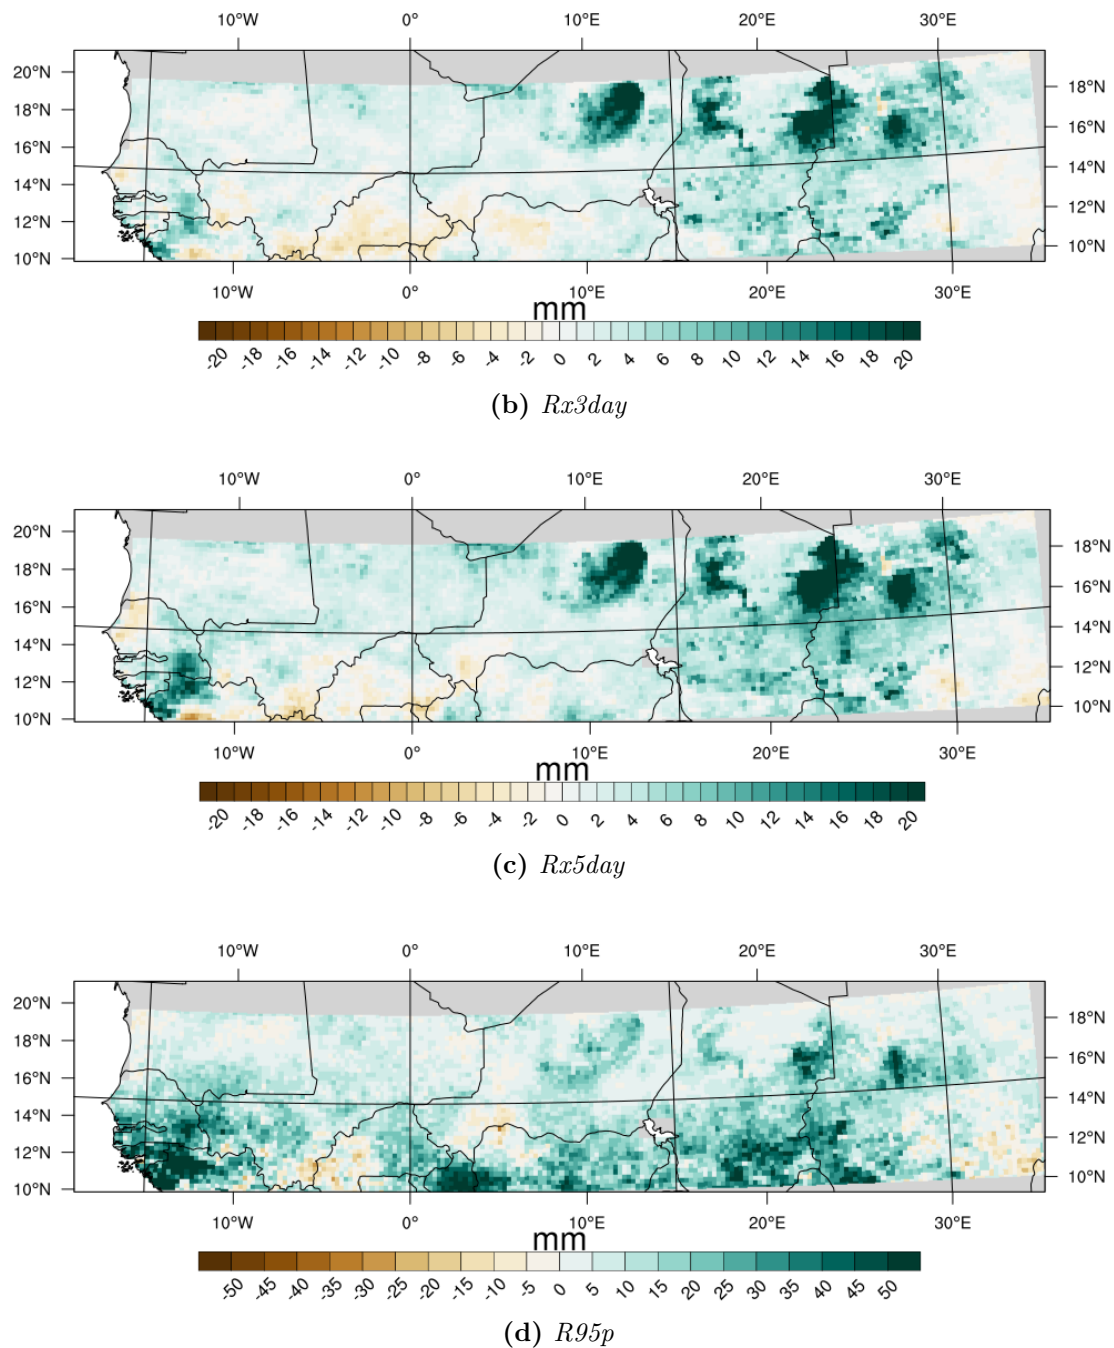 10°W 0° 10°E 20°E 30°E
20°N 18°N
18°N 16°N
16°N 14°N
14°N 12°N
12°N 10°N
10°N
10°W 0° 10°E 20°E 30°E
mm
-20 -18 -16 -14 -12 -10 -8 -6 -4 -2 0 2 4 6 8 10 12 14 16 18 20
(b) Rx3day
10°W 0° 10°E 20°E 30°E
20°N 18°N
18°N 16°N
16°N 14°N
14°N 12°N
12°N 10°N
10°N
10°W 0° 10°E 20°E 30°E
mm
-20 -18 -16 -14 -12 -10 -8 -6 -4 -2 0 2 4 6 8 10 12 14 16 18 20
(c) Rx5day
10°W 0° 10°E 20°E 30°E
20°N 18°N
18°N 16°N
16°N 14°N
14°N 12°N
12°N 10°N
10°N
10°W 0° 10°E 20°E 30°E
mm
-50 -45 -40 -35 -30 -25 -20 -15 -10 -5 0 5 10 15 20 25 30 35 40 45 50
(d) R95p